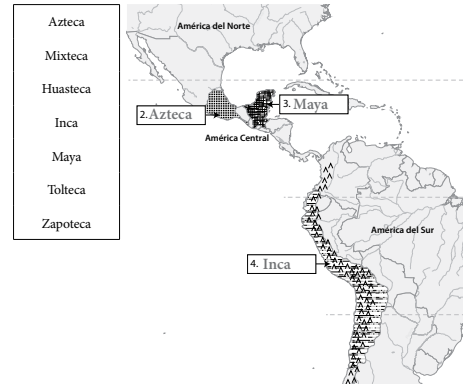 Azteca
Mixteca
Huasteca
Inca
Maya
Tolteca
Zapoteca
América del Norte
2. Azteca
3. Maya
América Central
América del Sur
4. Inca